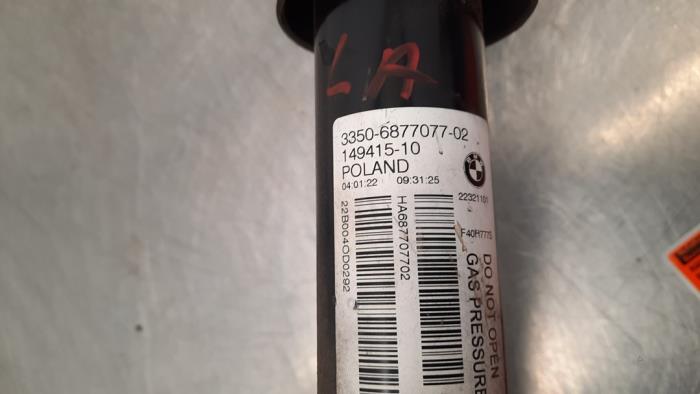 LA
3350-6877077-02
149415-10
POLAND
04.01.22 09:31:25
22321101
F40H777S
22B004OD0292
HA687707702
DO NOT OPEN
GAS PRESSURE